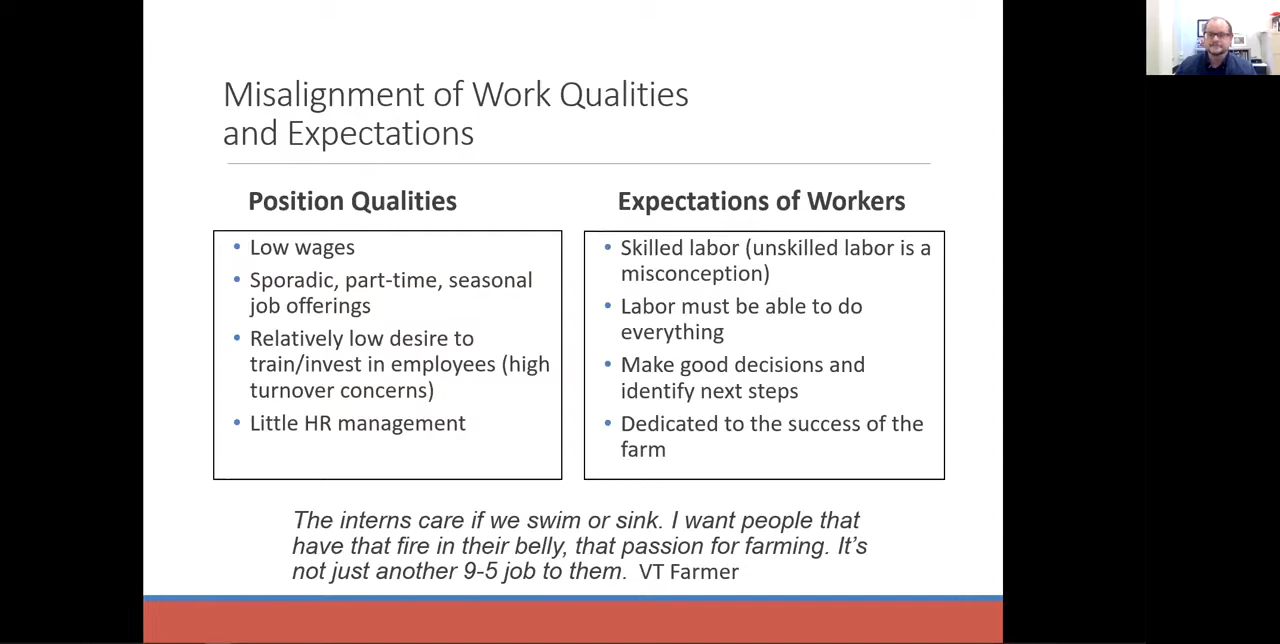 Misalignment of Work Qualities
and Expectations
Position Qualities
• Low wages
• Sporadic, part-time, seasonal
job offerings
• Relatively low desire to
train/invest in employees (high
turnover concerns)
• Little HR management
Expectations of Workers
• Skilled labor (unskilled labor is a
misconception)
• Labor must be able to do
everything
• Make good decisions and
identify next steps
• Dedicated to the success of the
farm
The interns care if we swim or sink. I want people that
have that fire in their belly, that passion for farming. It’s
not just another 9-5 job to them. VT Farmer